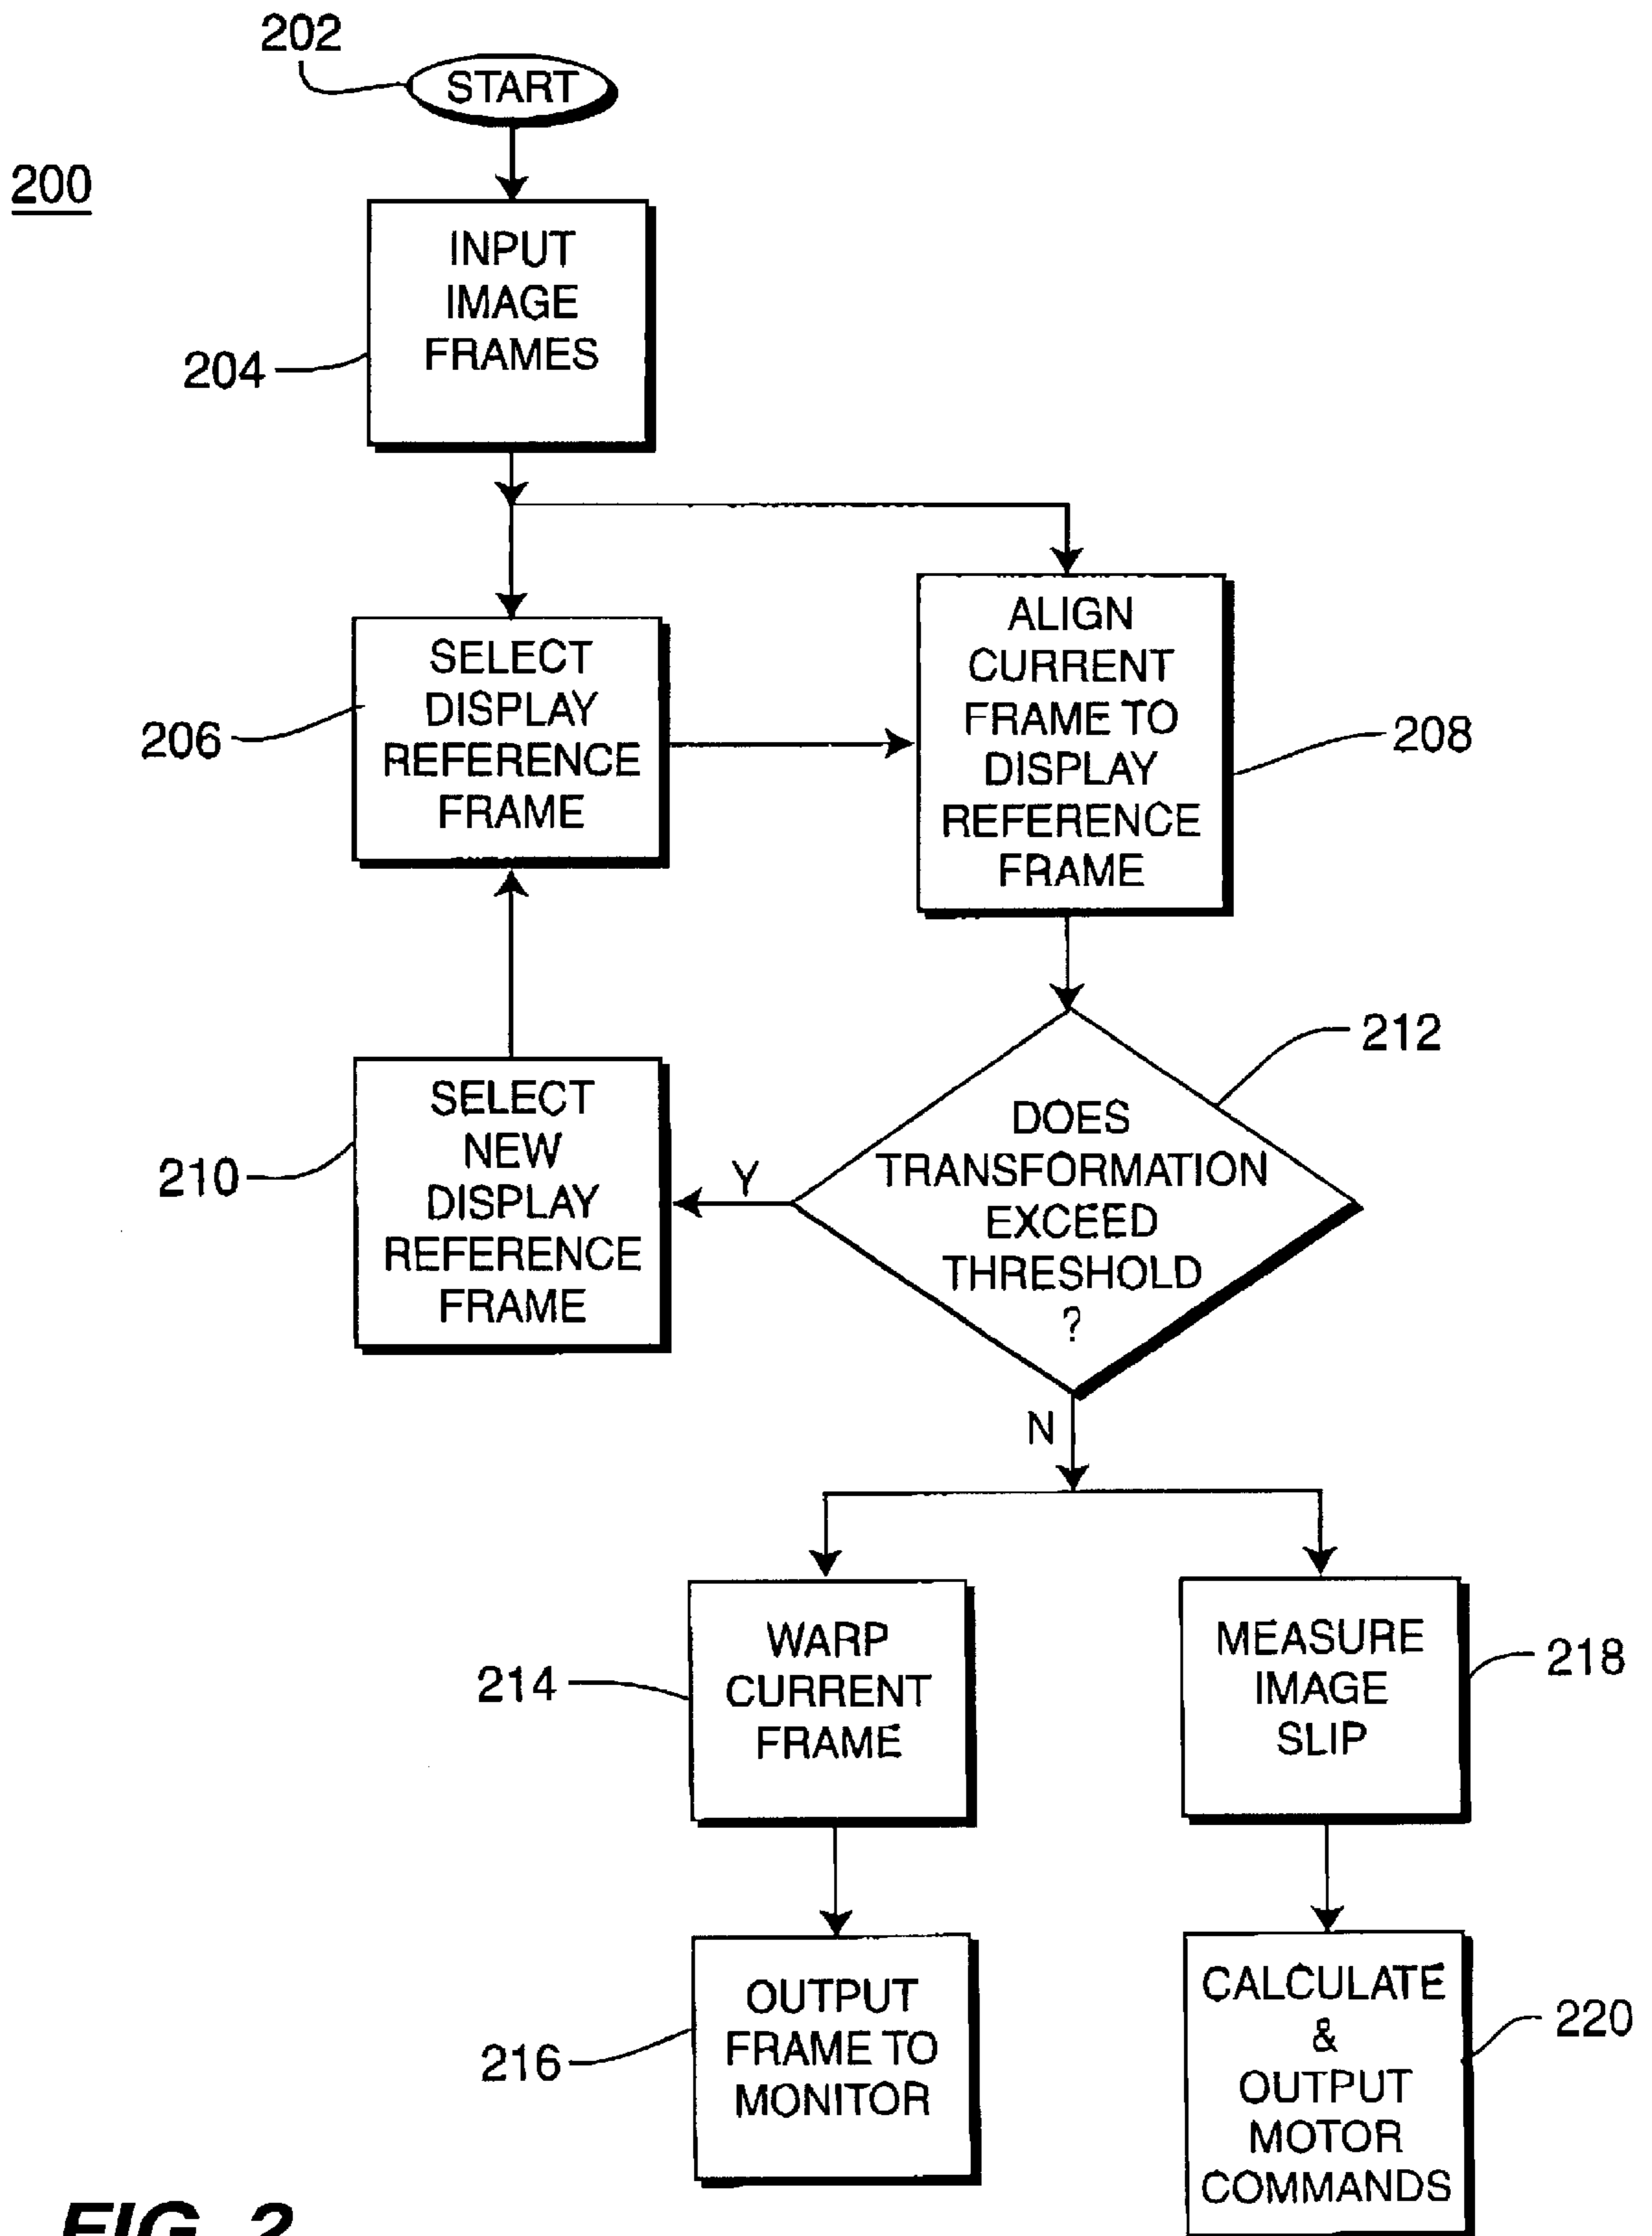 202
START
200
INPUT
IMAGE
FRAMES
204
SELECT
DISPLAY
REFERENCE
FRAME
206
ALIGN
CURRENT
FRAME TO
DISPLAY
REFERENCE
FRAME
208
212
DOES
TRANSFORMATION
EXCEED
THRESHOLD
?
Y
SELECT
NEW
DISPLAY
REFERENCE
FRAME
210
N
WARP
CURRENT
FRAME
214
MEASURE
IMAGE
SLIP
218
OUTPUT
FRAME TO
MONITOR
216
CALCULATE
&
OUTPUT
MOTOR
COMMANDS
220
FIG. 2